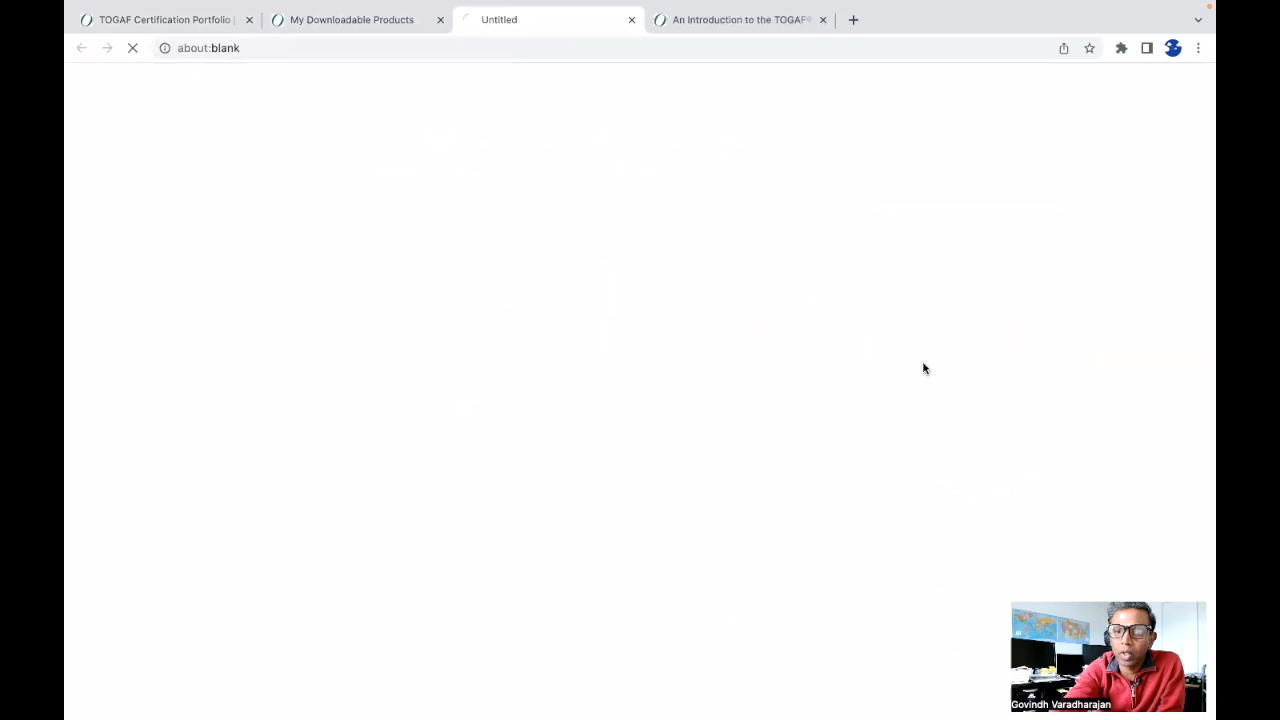 TOGAF Certification Portfolio
My Downloadable Products
Untitled
An Introduction to the TOGAF®
about:blank
Govindh Varadharajan